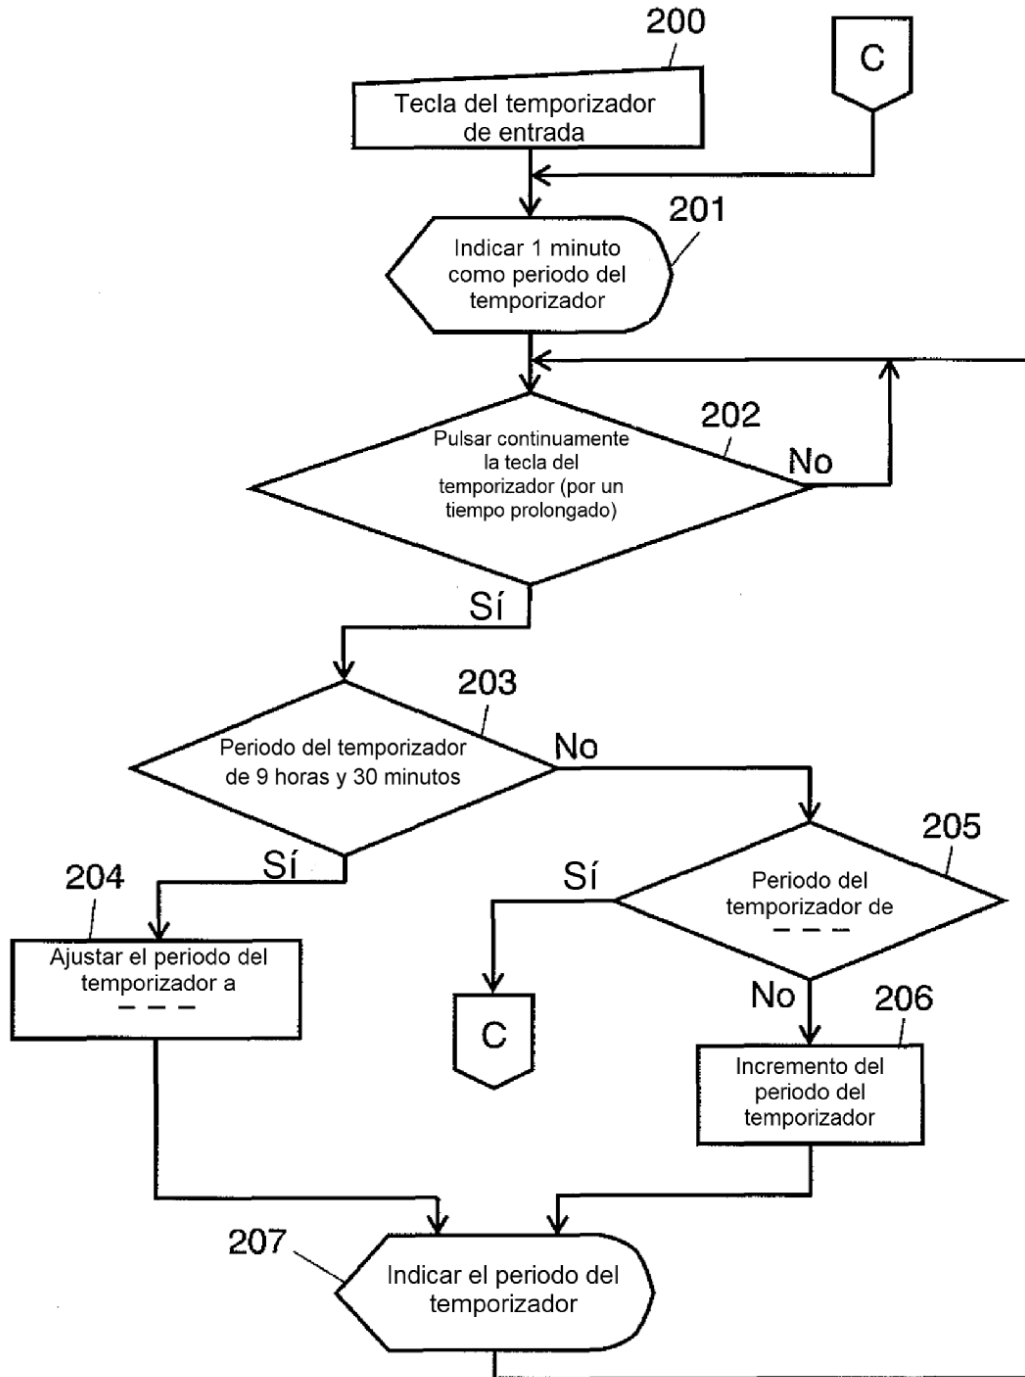 200
C
Tecla del temporizador
de entrada
201
Indicar 1 minuto
como periodo del
temporizador
202
Pulsar continuamente
la tecla del
temporizador (por un
tiempo prolongado)
No
Sí
203
Periodo del temporizador
de 9 horas y 30 minutos
No
Sí
204
Ajustar el periodo del
temporizador a
– – –
205
Sí
Periodo del
temporizador de
– – – –
C
No
206
Incremento del
periodo del
temporizador
207
Indicar el periodo del
temporizador